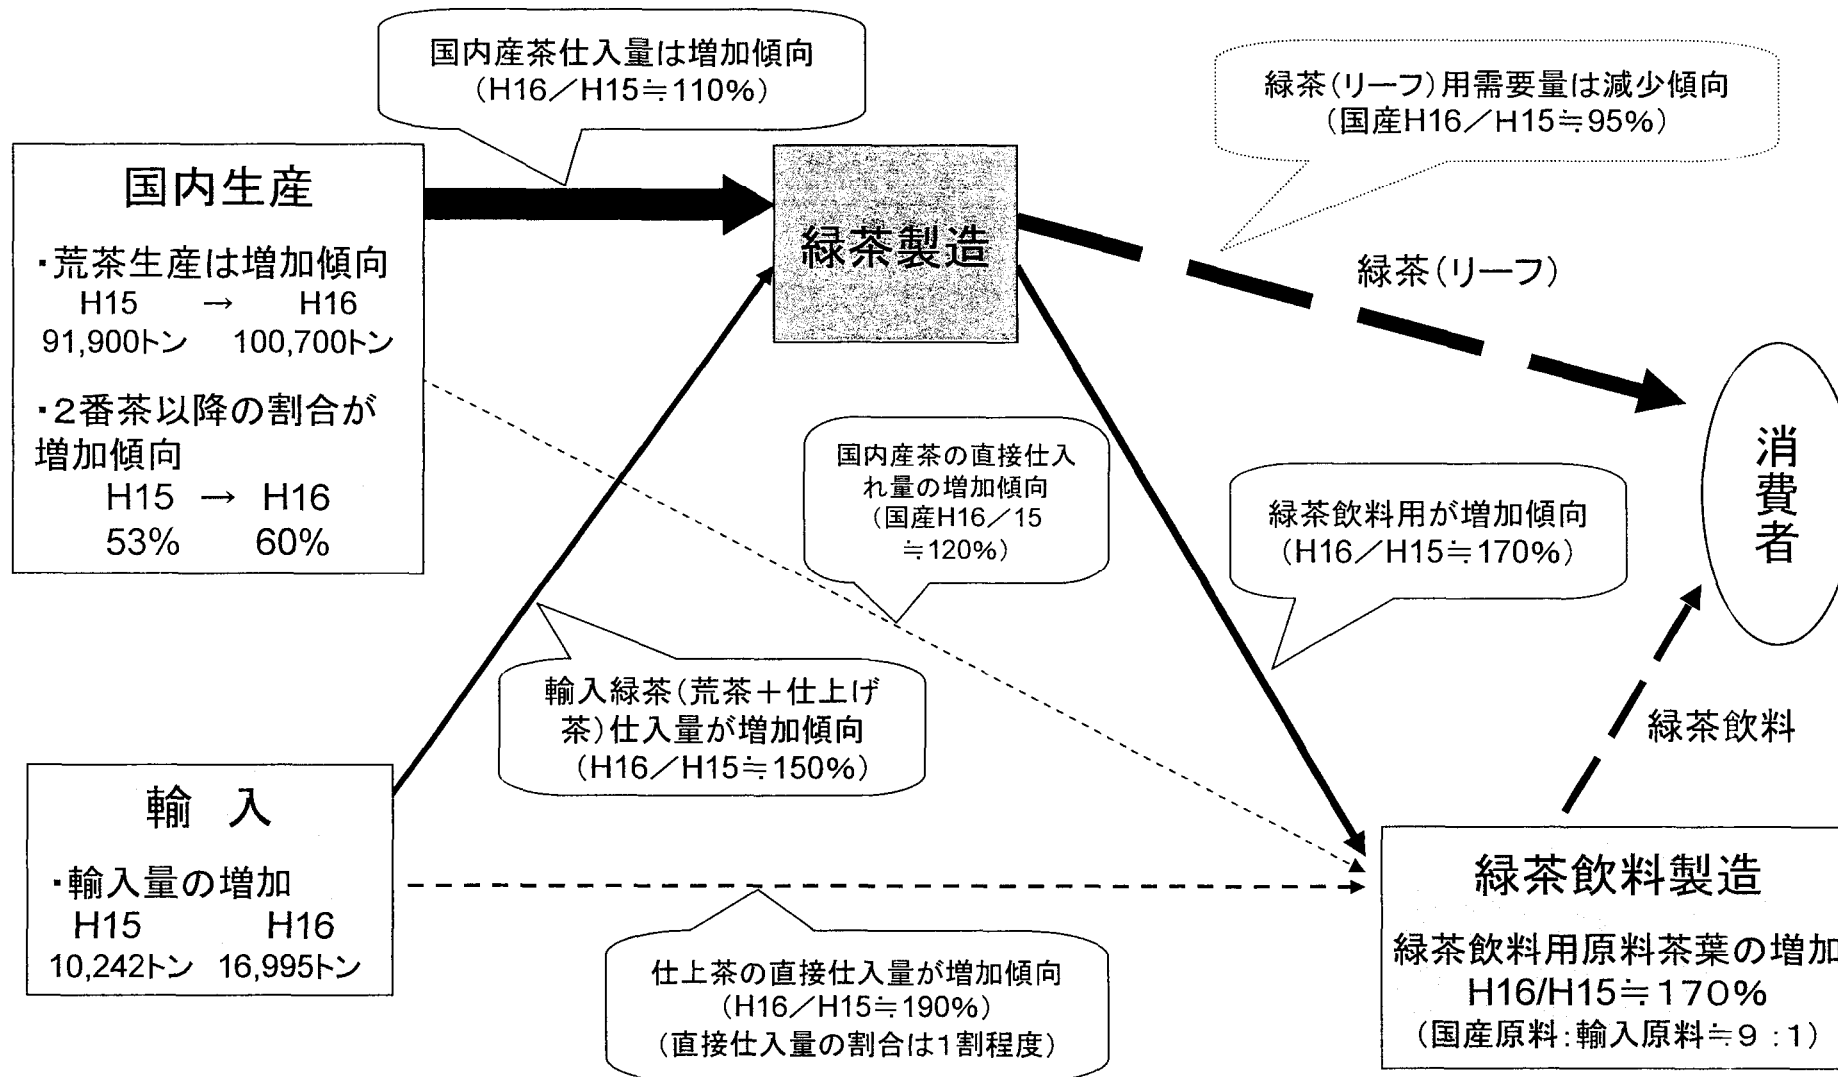 国内産茶仕入量は増加傾向
(H16／H15≒110%)
緑茶(リーフ)用需要量は減少傾向
(国産H16／H15≒95%)
国内生産
・荒茶生産は増加傾向
H15 → H16
91,900トン 100,700トン
・2番茶以降の割合が
増加傾向
H15 → H16
53% 60%
緑茶製造
緑茶(リーフ)
消費者
国内産茶の直接仕入
れ量の増加傾向
(国産H16／15
≒120%)
緑茶飲料用が増加傾向
(H16／H15≒170%)
輸入緑茶(荒茶＋仕上げ
茶)仕入量が増加傾向
(H16／H15≒150%)
緑茶飲料
輸 入
・輸入量の増加
H15 H16
10,242トン 16,995トン
仕上茶の直接仕入量が増加傾向
(H16／H15≒190%)
(直接仕入量の割合は1割程度)
緑茶飲料製造
緑茶飲料用原料茶葉の増加
H16/H15≒170%
(国産原料:輸入原料≒9:1)